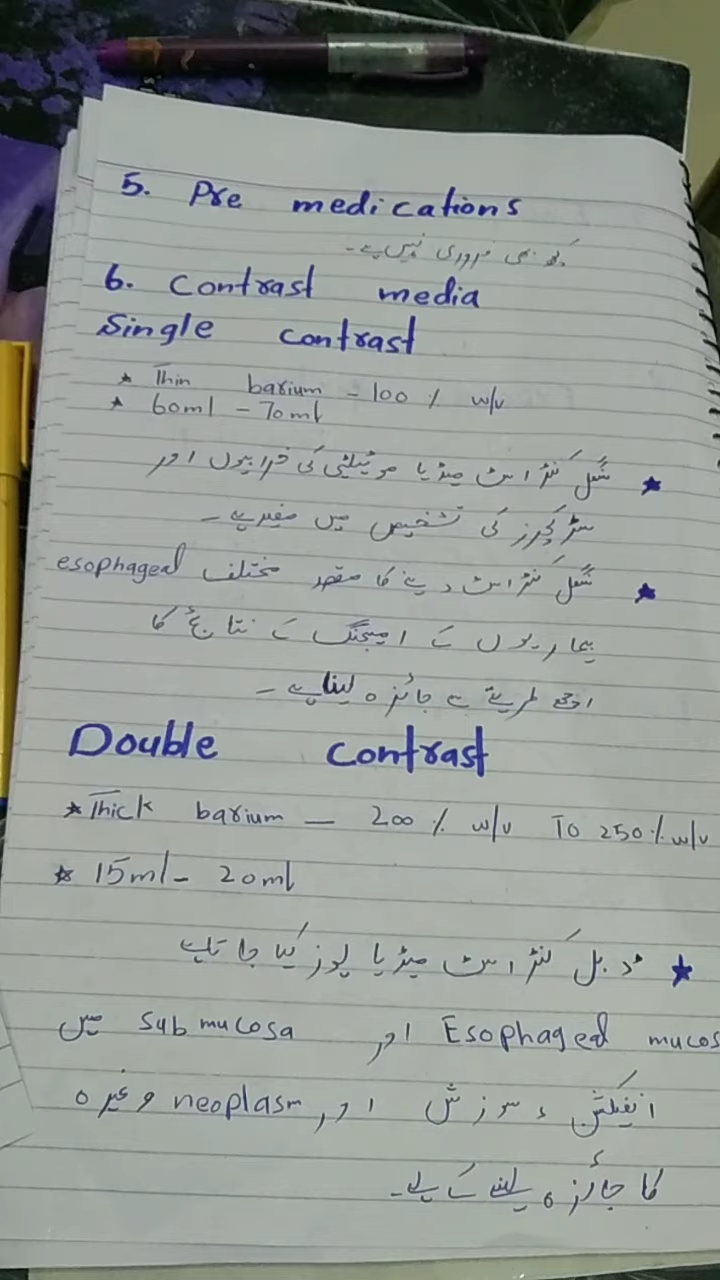 5. Pre medications
کچھ بھی ضروری نہیں ہے۔
6. Contrast media
Single contrast
★ Thin barium - 100 % w/v
★ 60ml - 70ml
★ سنگل کنٹراسٹ میڈیا موٹیلیٹی کی خرابیوں اور
سٹرکچرز کی تشخیص میں مفید ہے۔
★ سنگل کنٹراسٹ دینے کا مقصد مختلف esophageal
بیماریوں کے امیجنگ کے نتائج کا
اچھے طریقے سے جائزہ لینا ہے۔
Double contrast
★ Thick barium — 200 % w/v To 250% w/v
★ 15ml - 20ml
★ ڈبل کنٹراسٹ میڈیا یوز کیا جاتا ہے
Esophageal mucos اور submucosa میں
انفیکشن، سوزش اور neoplasm وغیرہ
کا جائزہ لینے کے لیے۔